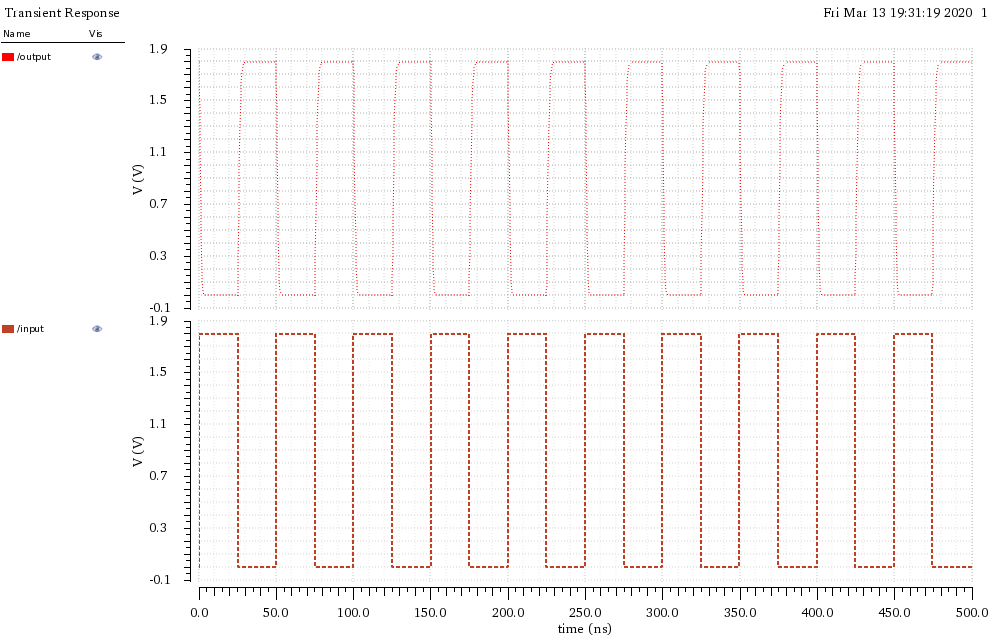 Transient Response
Fri Mar 13 19:31:19 2020 1
Name Vis
/output
1.9
1.5
1.1
0.7
0.3
-0.1
V (V)
/input
1.9
1.5
1.1
0.7
0.3
-0.1
V (V)
0.0 50.0 100.0 150.0 200.0 250.0 300.0 350.0 400.0 450.0 500.0
time (ns)